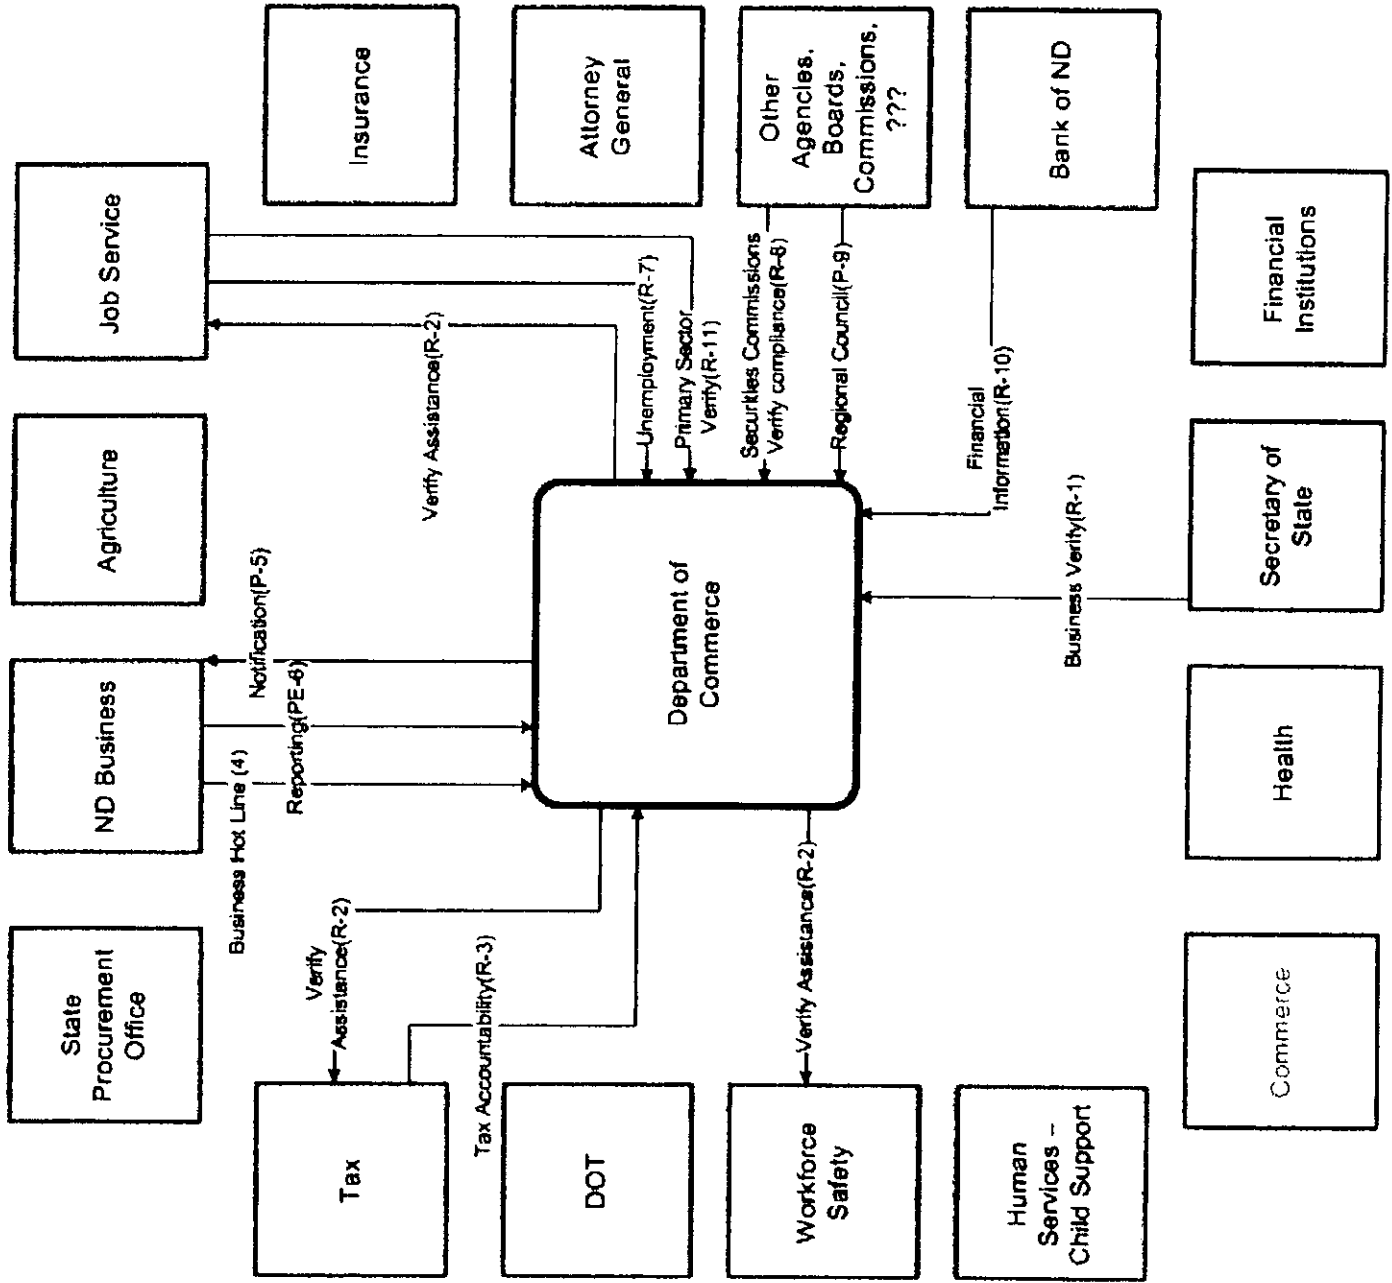 State
Procurement
Office
ND Business
Agriculture
Job Service
Business Hot Line (4)
Notification(P-5)
Reporting(PE-6)
Verify
Assistance(R-2)
Tax
Tax Accountability(R-3)
Verify Assistance(R-2)
Insurance
Unemployment(R-7)
Primary Sector
Verify(R-11)
DOT
Department of
Commerce
Attorney
General
Securities Commissions
Verify compliance(R-8)
Regional Council(P-9)
Other
Agencies,
Boards,
Commissions,
???
Workforce
Safety
Verify Assistance(R-2)
Financial
Information(R-10)
Bank of ND
Human
Services –
Child Support
Business Verify(R-1)
Commerce
Health
Secretary of
State
Financial
Institutions